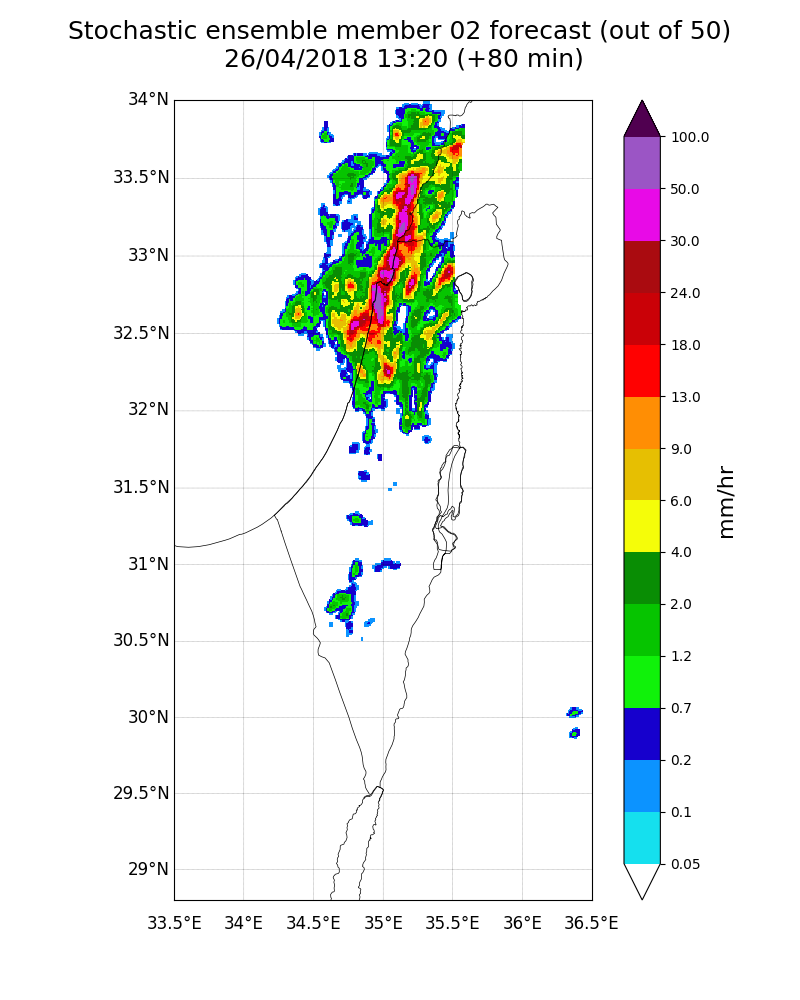 Stochastic ensemble member 02 forecast (out of 50)
26/04/2018 13:20 (+80 min)
34°N
33.5°N
33°N
32.5°N
32°N
31.5°N
31°N
30.5°N
30°N
29.5°N
29°N
33.5°E 34°E 34.5°E 35°E 35.5°E 36°E 36.5°E
100.0
50.0
30.0
24.0
18.0
13.0
9.0
6.0
4.0
2.0
1.2
0.7
0.2
0.1
0.05
mm/hr